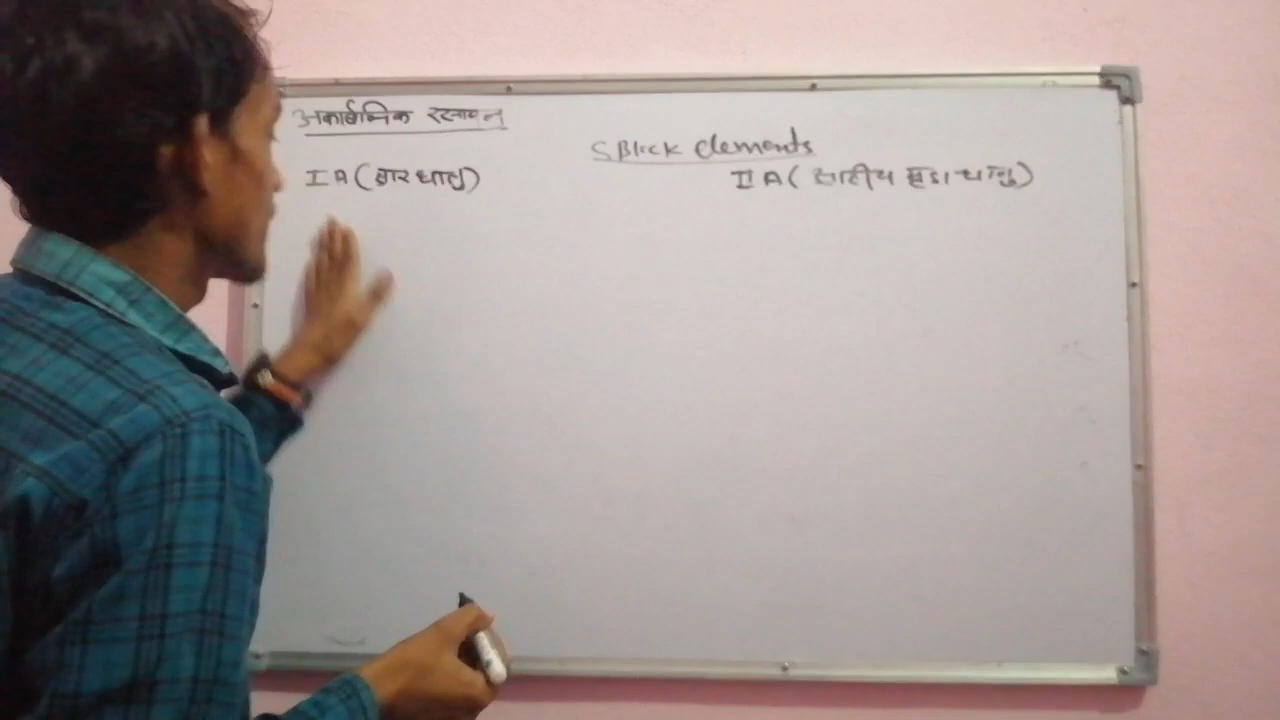 अकार्बनिक रसायन
S Block elements
I A (क्षार धातु)
II A ( क्षारीय मृदा धातु)